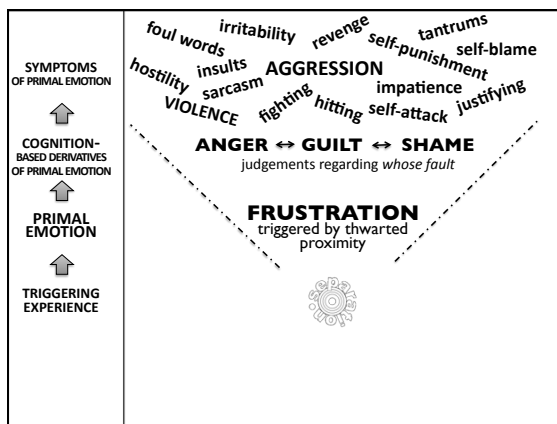 SYMPTOMS
OF PRIMAL EMOTION
COGNITION-
BASED DERIVATIVES
OF PRIMAL EMOTION
PRIMAL
EMOTION
TRIGGERING
EXPERIENCE
foul words
irritability
revenge
tantrums
self-punishment
self-blame
hostility
insults
AGGRESSION
sarcasm
impatience
VIOLENCE
fighting
hitting
self-attack
justifying
ANGER ↔ GUILT ↔ SHAME
judgements regarding whose fault
FRUSTRATION
triggered by thwarted
proximity
separation